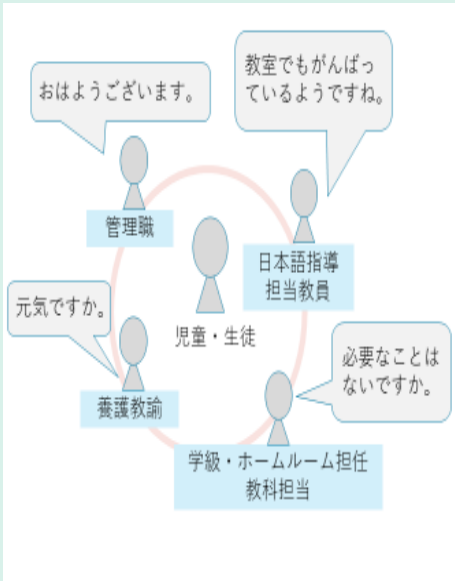 おはようございます。
教室でもがんばっ
ているようですね。
管理職
日本語指導
担当教員
児童・生徒
元気ですか。
養護教諭
必要なことは
ないですか。
学級・ホームルーム担任
教科担当